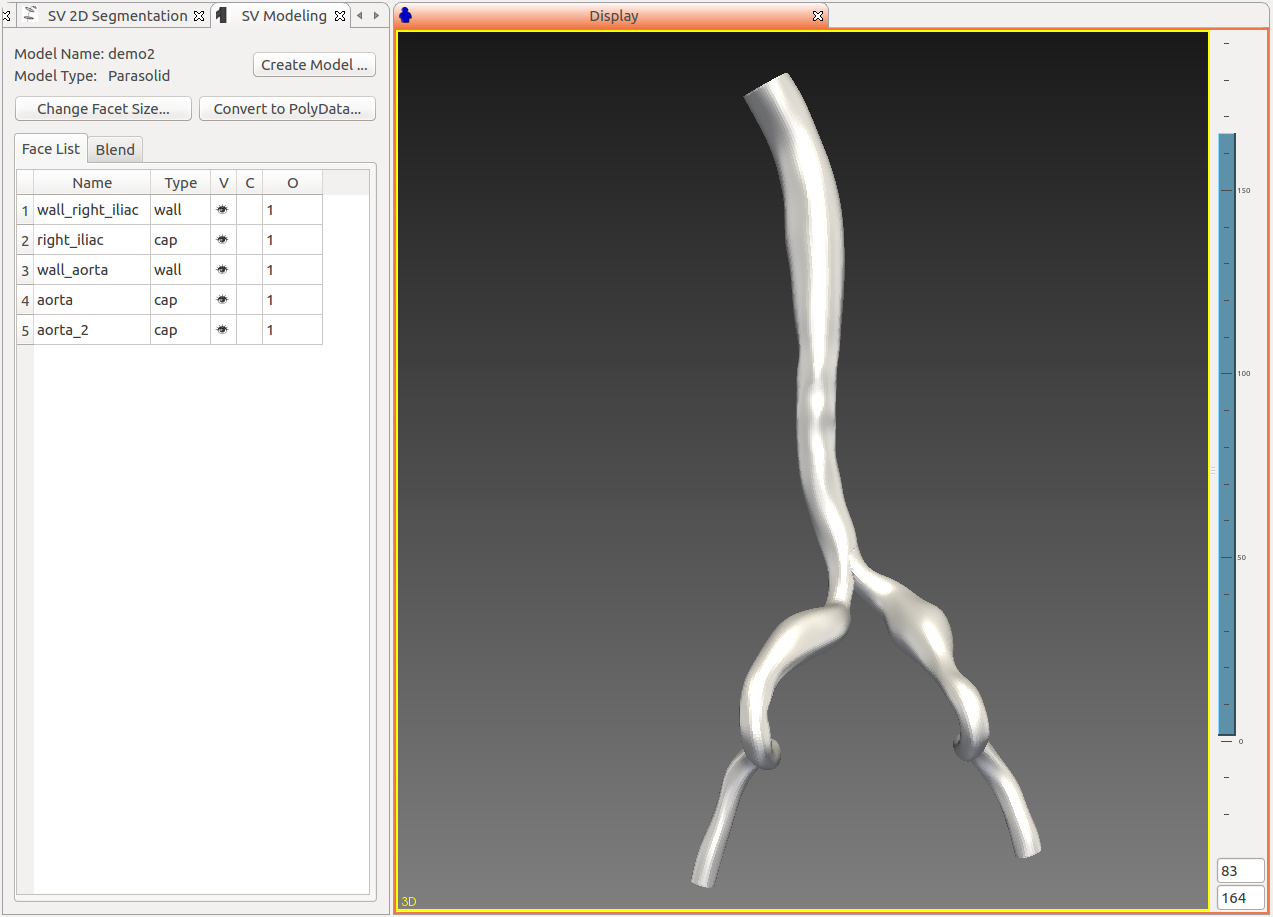 SV 2D Segmentation
SV Modeling
Display
Model Name: demo2
Create Model ...
Model Type: Parasolid
Change Facet Size...
Convert to PolyData...
Face List
Blend
Name Type V C O
1 wall_right_iliac wall 1
2 right_iliac cap 1
3 wall_aorta wall 1
4 aorta cap 1
5 aorta_2 cap 1
150
100
50
0
83
164
3D